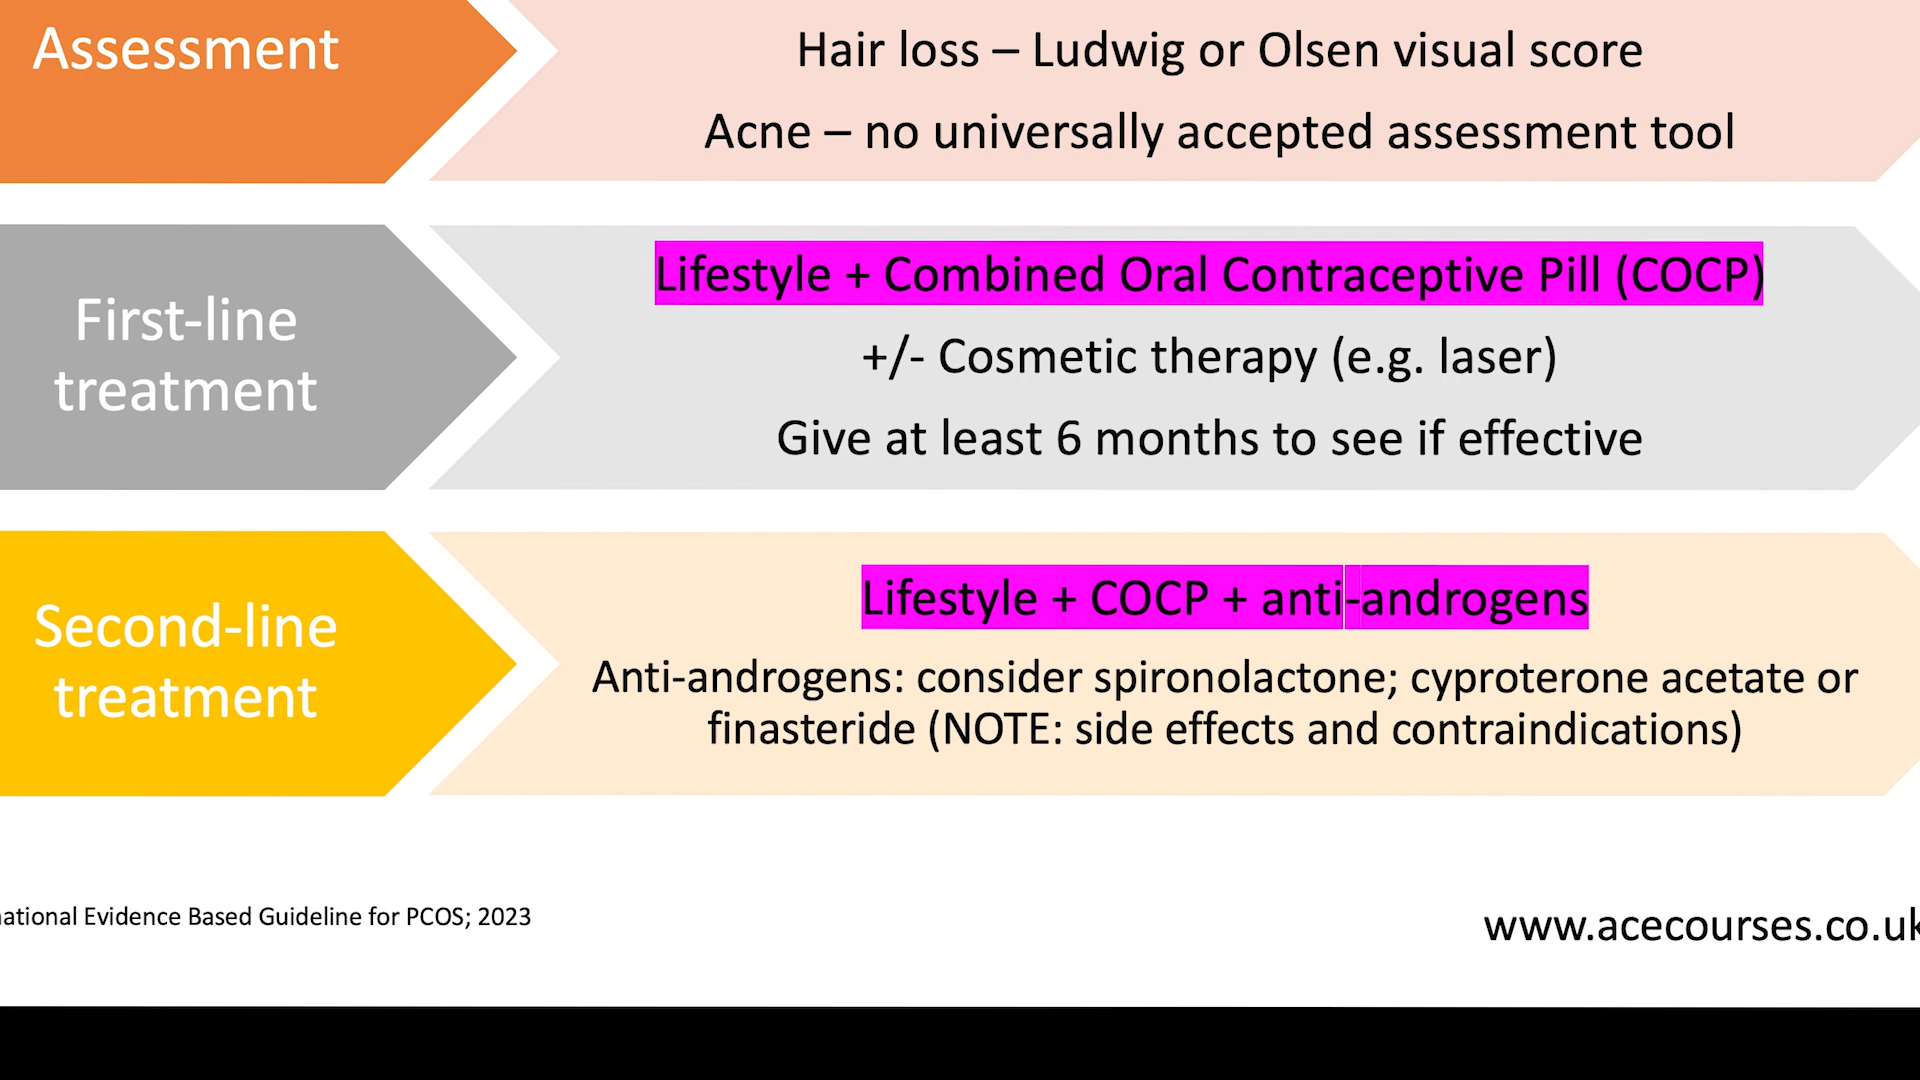 Assessment
Hair loss – Ludwig or Olsen visual score
Acne – no universally accepted assessment tool
First-line
treatment
Lifestyle + Combined Oral Contraceptive Pill (COCP)
+/- Cosmetic therapy (e.g. laser)
Give at least 6 months to see if effective
Second-line
treatment
Lifestyle + COCP + anti-androgens
Anti-androgens: consider spironolactone; cyproterone acetate or
finasteride (NOTE: side effects and contraindications)
national Evidence Based Guideline for PCOS; 2023
www.acecourses.co.uk